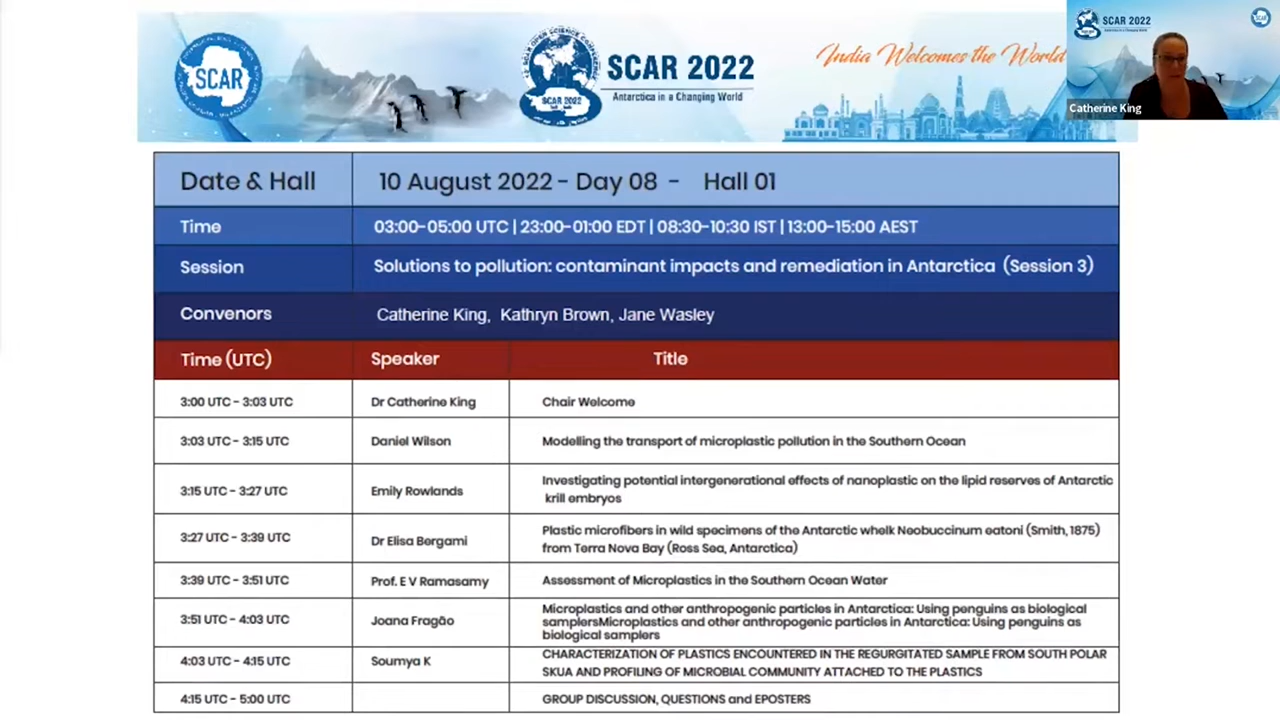 SCAR
SCAR 2022
SCAR 2022
Antarctica in a Changing World
India Welcomes the World
SCAR 2022
Catherine King
Date & Hall 10 August 2022 - Day 08 - Hall 01
Time 03:00-05:00 UTC | 23:00-01:00 EDT | 08:30-10:30 IST | 13:00-15:00 AEST
Session Solutions to pollution: contaminant impacts and remediation in Antarctica (Session 3)
Convenors Catherine King, Kathryn Brown, Jane Wasley
Time (UTC) Speaker Title
3:00 UTC - 3:03 UTC Dr Catherine King Chair Welcome
3:03 UTC - 3:15 UTC Daniel Wilson Modelling the transport of microplastic pollution in the Southern Ocean
3:15 UTC - 3:27 UTC Emily Rowlands Investigating potential intergenerational effects of nanoplastic on the lipid reserves of Antarctic
krill embryos
3:27 UTC - 3:39 UTC Dr Elisa Bergami Plastic microfibers in wild specimens of the Antarctic whelk Neobuccinum eatoni (Smith, 1875)
from Terra Nova Bay (Ross Sea, Antarctica)
3:39 UTC - 3:51 UTC Prof. E V Ramasamy Assessment of Microplastics in the Southern Ocean Water
3:51 UTC - 4:03 UTC Joana Fragão Microplastics and other anthropogenic particles in Antarctica: Using penguins as biological
samplersMicroplastics and other anthropogenic particles in Antarctica: Using penguins as
biological samplers
4:03 UTC - 4:15 UTC Soumya K CHARACTERIZATION OF PLASTICS ENCOUNTERED IN THE REGURGITATED SAMPLE FROM SOUTH POLAR
SKUA AND PROFILING OF MICROBIAL COMMUNITY ATTACHED TO THE PLASTICS
4:15 UTC - 5:00 UTC GROUP DISCUSSION, QUESTIONS and EPOSTERS